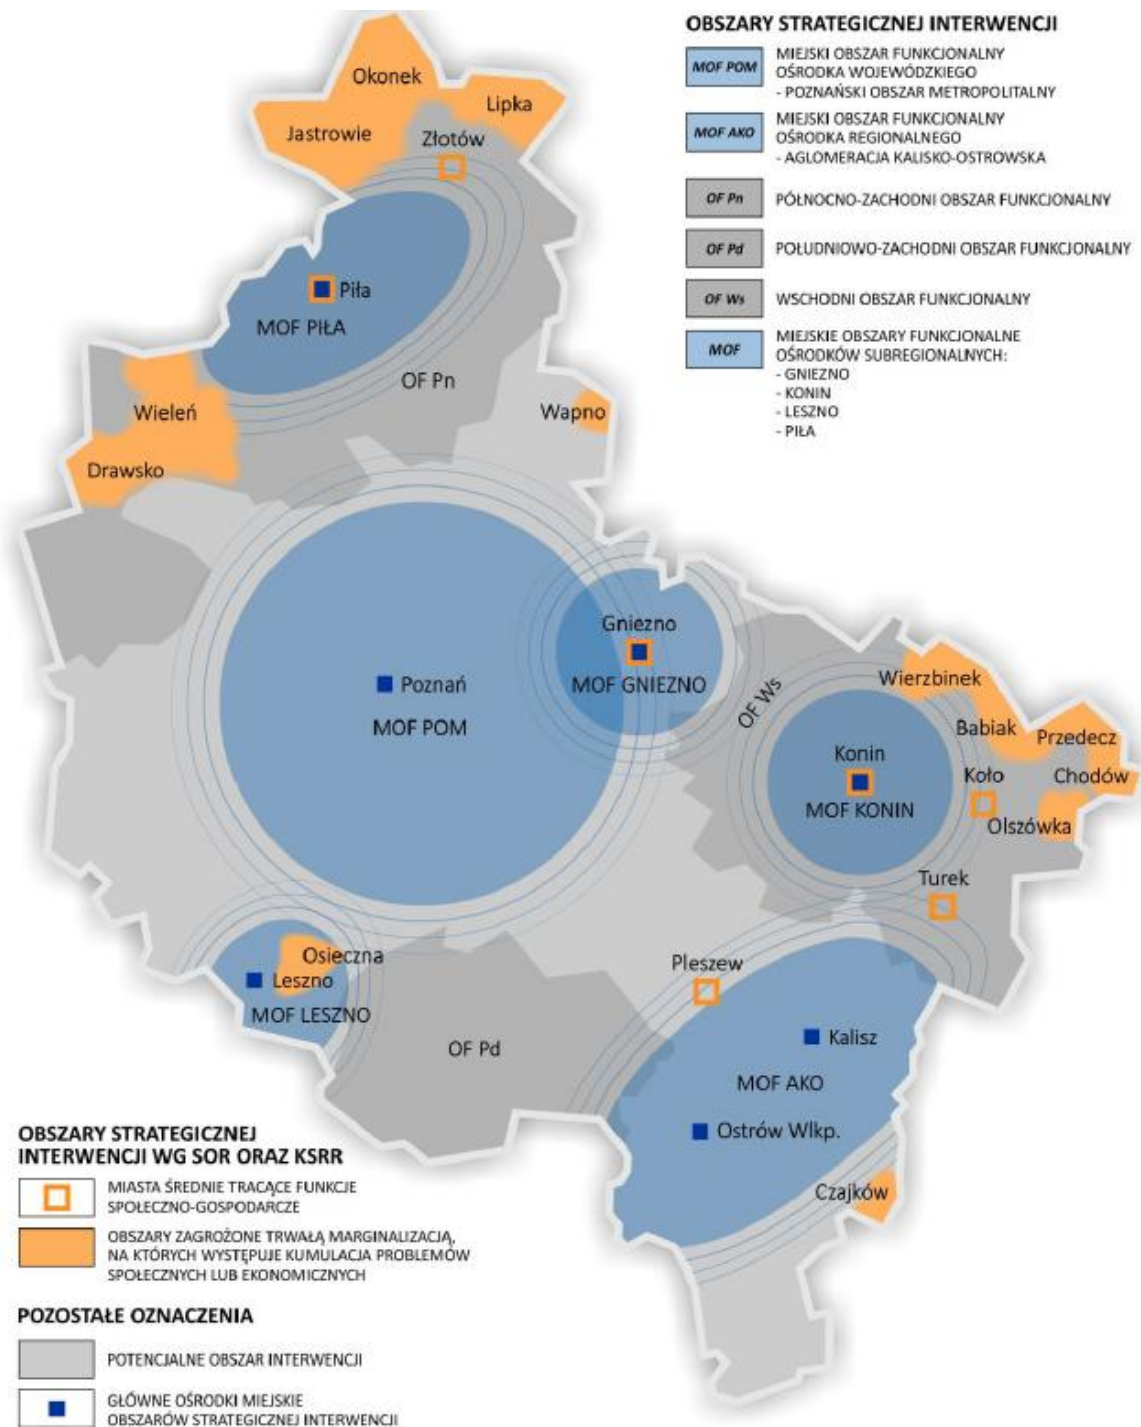 OBSZARY STRATEGICZNEJ INTERWENCJI
MOF POM
MIEJSKI OBSZAR FUNKCJONALNY
OŚRODKA WOJEWÓDZKIEGO
- POZNAŃSKI OBSZAR METROPOLITALNY
MOF AKO
MIEJSKI OBSZAR FUNKCJONALNY
OŚRODKA REGIONALNEGO
- AGLOMERACJA KALISKO-OSTROWSKA
OF Pn
PÓŁNOCNO-ZACHODNI OBSZAR FUNKCJONALNY
OF Pd
POŁUDNIOWO-ZACHODNI OBSZAR FUNKCJONALNY
OF Ws
WSCHODNI OBSZAR FUNKCJONALNY
MOF
MIEJSKIE OBSZARY FUNKCJONALNE
OŚRODKÓW SUBREGIONALNYCH:
- GNIEZNO
- KONIN
- LESZNO
- PIŁA
Okonek
Lipka
Jastrowie
Złotów
Piła
MOF PIŁA
OF Pn
Wieleń
Wapno
Drawsko
Gniezno
MOF GNIEZNO
Poznań
MOF POM
OF Ws
Wierzbinek
Babiak
Przedecz
Konin
Koło
Chodów
MOF KONIN
Olszówka
Turek
Osieczna
Leszno
MOF LESZNO
Pleszew
Kalisz
OF Pd
MOF AKO
Ostrów Wlkp.
Czajków
OBSZARY STRATEGICZNEJ
INTERWENCJI WG SOR ORAZ KSRR
MIASTA ŚREDNIE TRACĄCE FUNKCJE
SPOŁECZNO-GOSPODARCZE
OBSZARY ZAGROŻONE TRWAŁĄ MARGINALIZACJĄ,
NA KTÓRYCH WYSTĘPUJE KUMULACJA PROBLEMÓW
SPOŁECZNYCH LUB EKONOMICZNYCH
POZOSTAŁE OZNACZENIA
POTENCJALNE OBSZAR INTERWENCJI
GŁÓWNE OŚRODKI MIEJSKIE
OBSZARÓW STRATEGICZNEJ INTERWENCJI